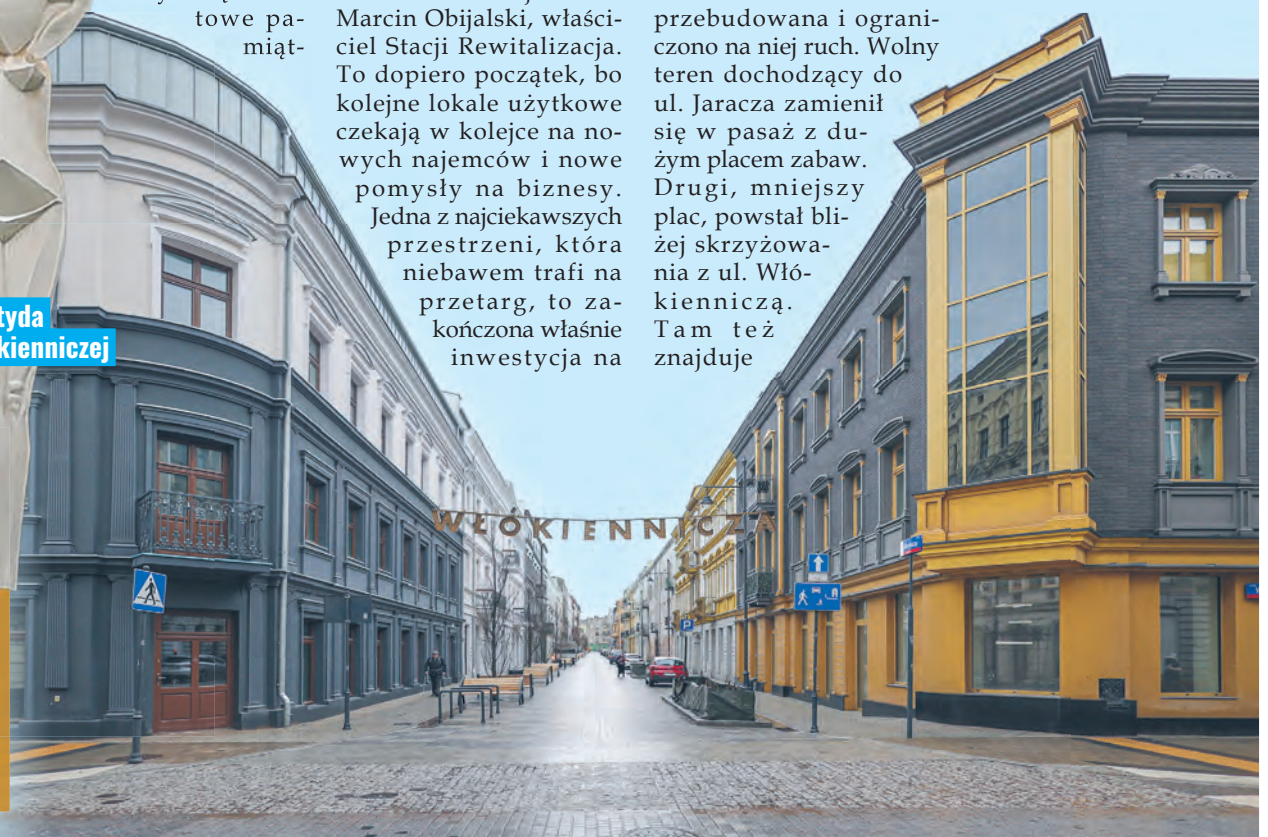 towe pa-
miąt-
Marcin Obijalski, właści-
ciel Stacji Rewitalizacja.
To dopiero początek, bo
kolejne lokale użytkowe
czekają w kolejce na no-
wych najemców i nowe
pomysły na biznesy.
Jedna z najciekawszych
przestrzeni, która
niebawem trafi na
przetarg, to za-
kończona właśnie
inwestycja na
przebudowana i ograni-
czono na niej ruch. Wolny
teren dochodzący do
ul. Jaracza zamienił
się w pasaż z du-
żym placem zabaw.
Drugi, mniejszy
plac, powstał bli-
żej skrzyżowa-
nia z ul. Włó-
kienniczą.
Tam też
znajduje
tyda
kienniczej
WŁÓKIENNICZA
P